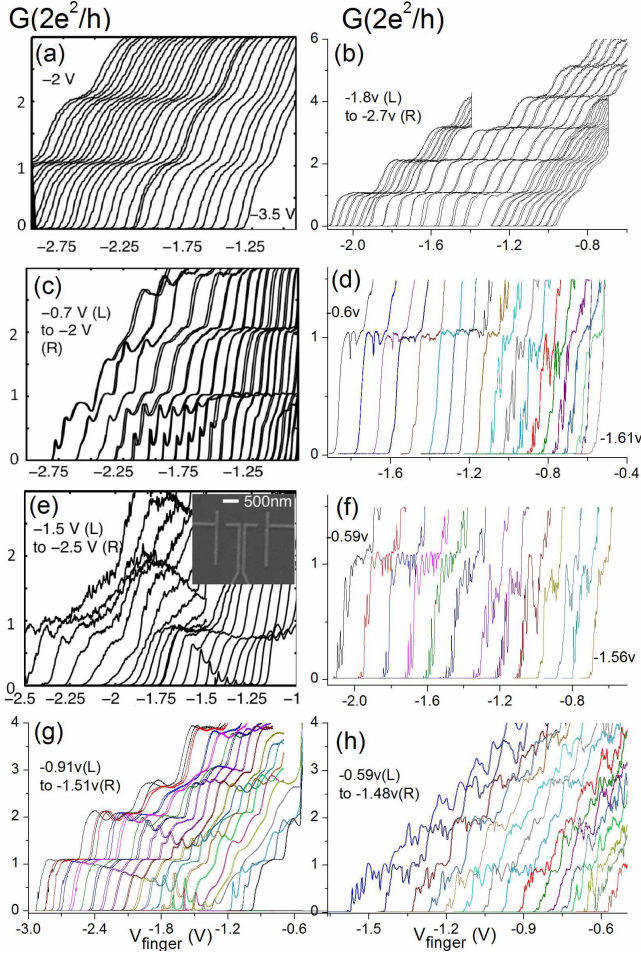 G(2e²/h)
G(2e²/h)
(a)
−2 V
−3.5 V
2
1
0
−2.75
−2.25
−1.75
−1.25
(b)
-1.8v (L)
to -2.7v (R)
6
4
2
0
-2.0
-1.6
-1.2
-0.8
(c)
−0.7 V (L)
to −2 V
(R)
2
1
0
−2.75
−2.25
−1.75
−1.25
(d)
-0.6v
-1.61v
1
0
-1.6
-1.2
-0.8
-0.4
(e)
−1.5 V (L)
to −2.5 V (R)
500nm
2
1
0
−2.5
−2.25
−2
−1.75
−1.5
−1.25
−1
(f)
-0.59v
-1.56v
1
0
-2.0
-1.6
-1.2
-0.8
(g)
-0.91v(L)
to -1.51v(R)
4
3
2
1
0
-3.0
-2.4
-1.8
-1.2
-0.6
V finger (V)
(h)
-0.59v(L)
to -1.48v(R)
4
3
2
1
0
-1.5
-1.2
-0.9
-0.6
V finger (V)